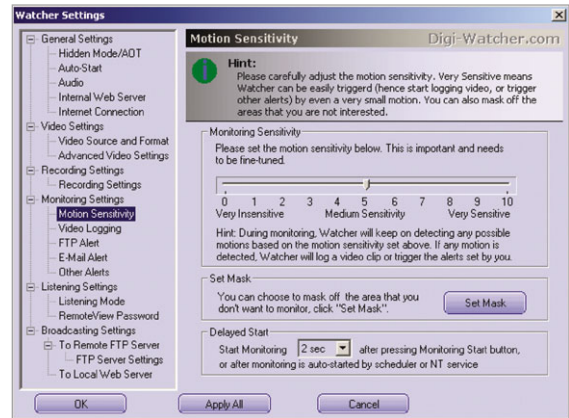 Watcher Settings
General Settings
Hidden Mode/AOT
Auto-Start
Audio
Internal Web Server
Internet Connection
Video Settings
Video Source and Format
Advanced Video Settings
Recording Settings
Recording Settings
Monitoring Settings
Motion Sensitivity
Video Logging
FTP Alert
E-Mail Alert
Other Alerts
Listening Settings
Listening Mode
RemoteView Password
Broadcasting Settings
To Remote FTP Server
FTP Server Settings
To Local Web Server
Motion Sensitivity
Digi-Watcher.com
Hint:
Please carefully adjust the motion sensitivity. Very Sensitive means
Watcher can be easily triggerd (hence start logging video, or trigger
other alerts) by even a very small motion. You can also mask off the
areas that you are not interested.
Monitoring Sensitivity
Please set the motion sensitivity below. This is important and needs
to be fine-tuned.
0 1 2 3 4 5 6 7 8 9 10
Very Insensitive Medium Sensitivity Very Sensitive
Hint: During monitoring, Watcher will keep on detecting any possible
motions based on the motion sensitivity set above. If any motion is
detected, Watcher will log a video clip or trigger the alerts set by you.
Set Mask
You can choose to mask off the area that you
don't want to monitor, click "Set Mask".
Set Mask
Delayed Start
Start Monitoring 2 sec after pressing Monitoring Start button,
or after monitoring is auto-started by scheduler or NT service
OK Apply All Cancel